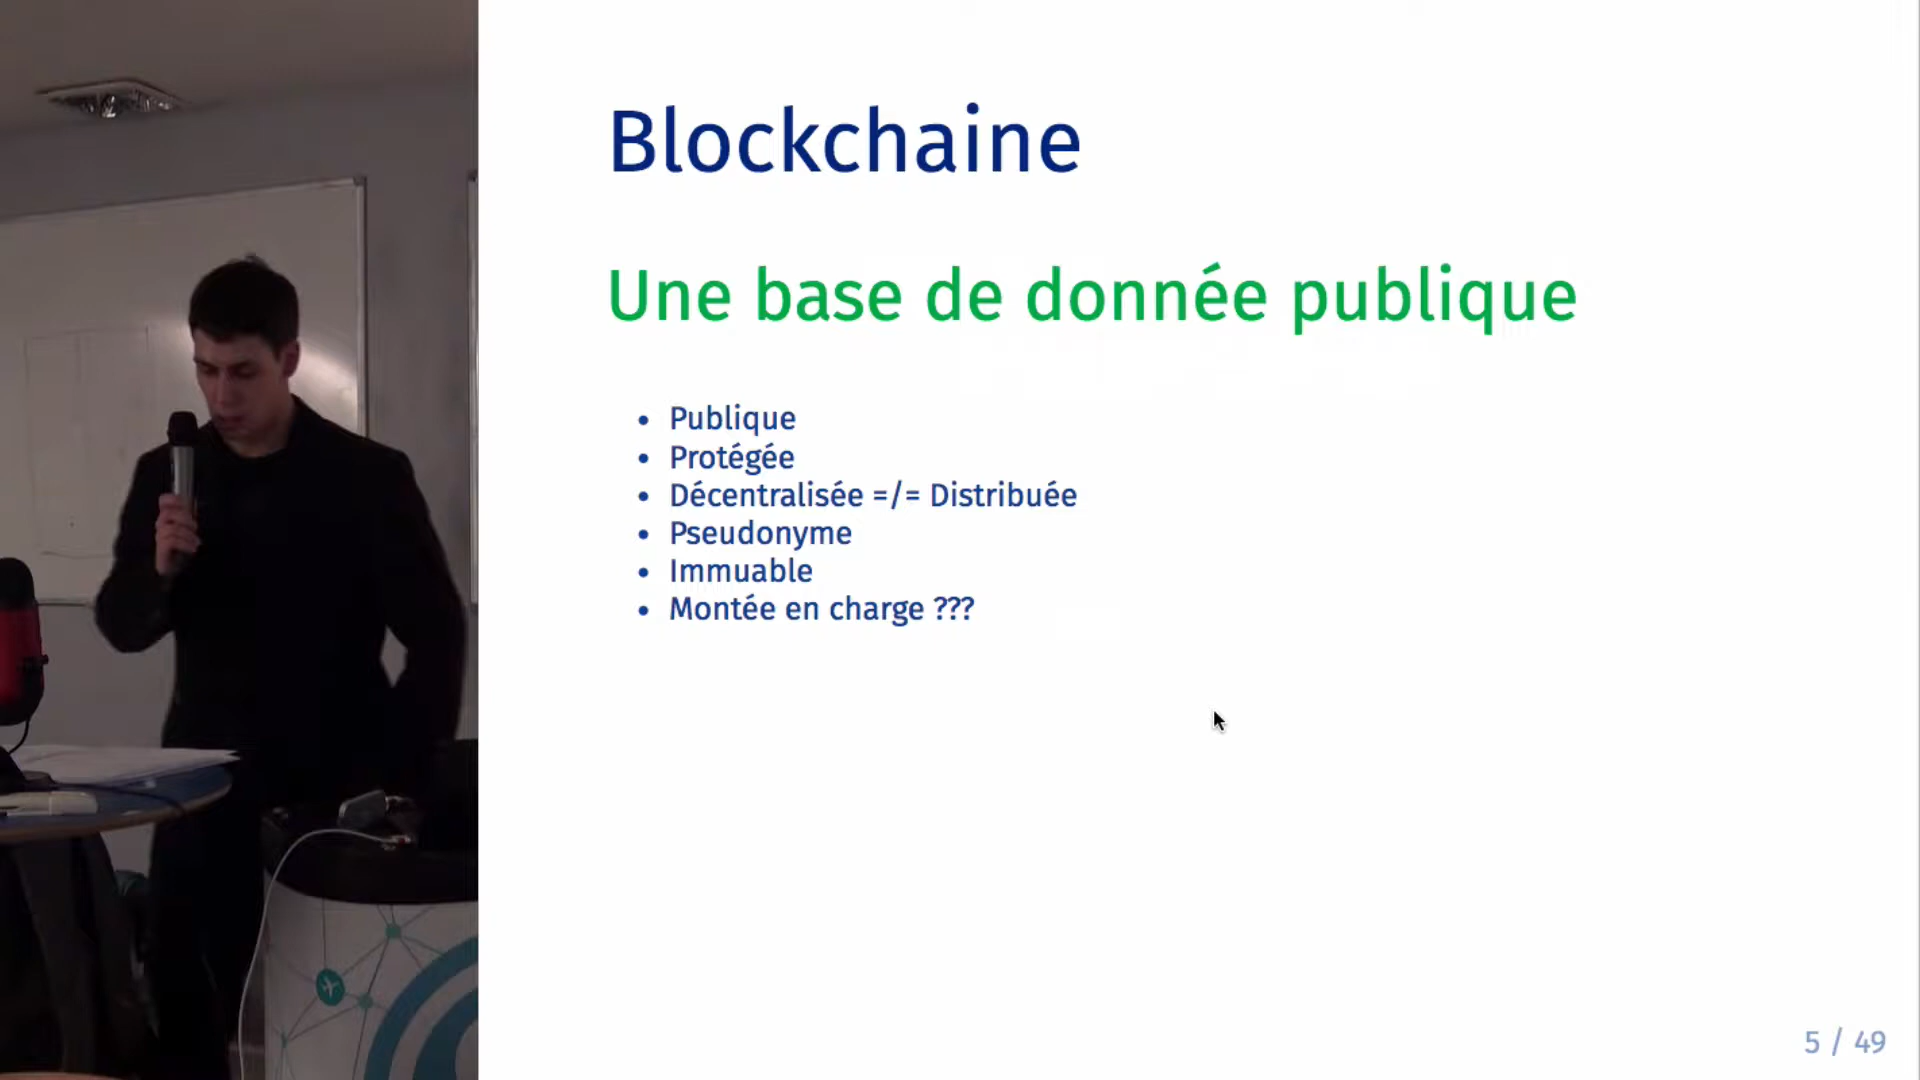 Blockchaine
Une base de donnée publique
• Publique
• Protégée
• Décentralisée =/= Distribuée
• Pseudonyme
• Immuable
• Montée en charge ???
5 / 49